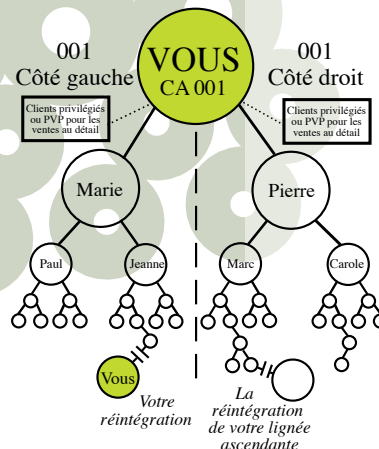 001
Côté gauche
Clients privilégiés
ou PVP pour les
ventes au détail
VOUS
CA 001
001
Côté droit
Clients privilégiés
ou PVP pour les
ventes au détail
Marie
Pierre
Paul
Jeanne
Marc
Carole
Vous
Votre
réintégration
La
réintégration
de votre lignée
ascendante